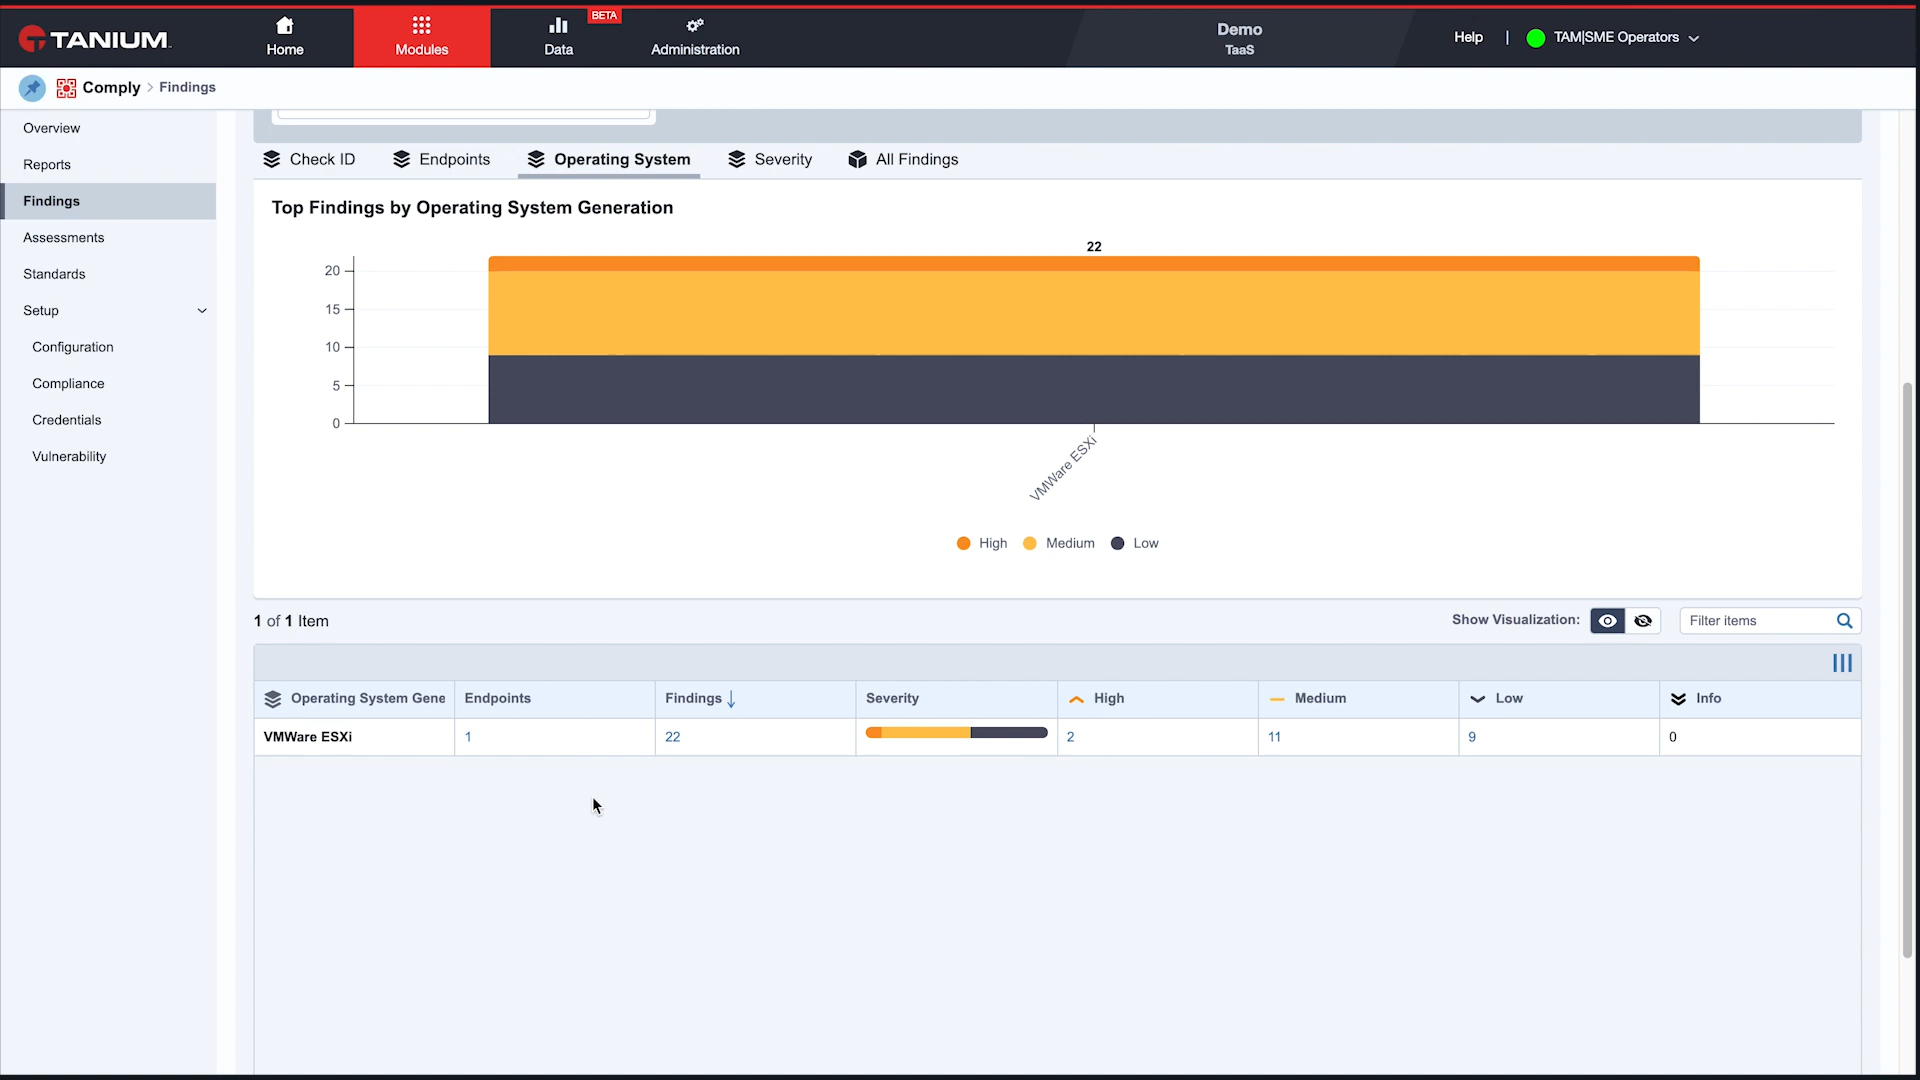 TANIUM
Home
Modules
Data
BETA
Administration
Demo
TaaS
Help
|
TAM|SME Operators
Comply > Findings
Overview
Reports
Findings
Assessments
Standards
Setup
Configuration
Compliance
Credentials
Vulnerability
Check ID
Endpoints
Operating System
Severity
All Findings
Top Findings by Operating System Generation
22
20
15
10
5
0
VMWare ESXi
High
Medium
Low
1 of 1 Item
Show Visualization:
Filter items
Operating System Gene
Endpoints
Findings
Severity
High
Medium
Low
Info
VMWare ESXi
1
22
2
11
9
0